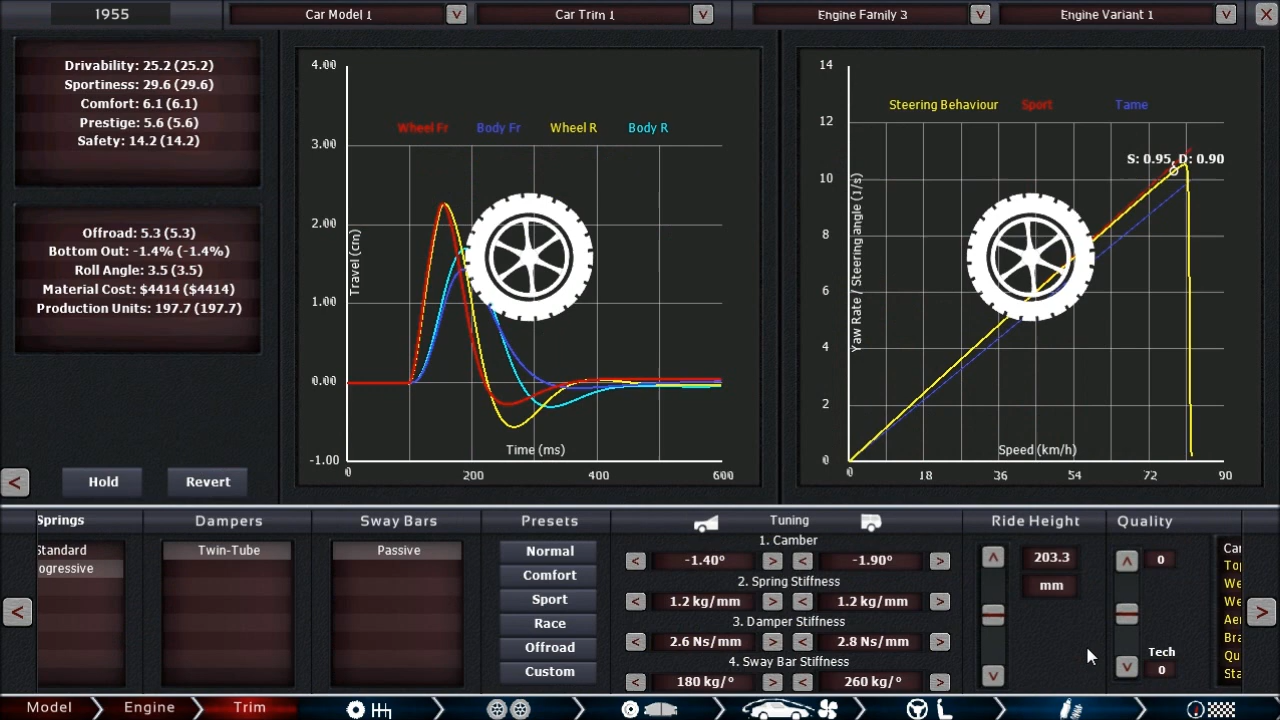 1955
Car Model 1
Car Trim 1
Engine Family 3
Engine Variant 1
Drivability: 25.2 (25.2)
Sportiness: 29.6 (29.6)
Comfort: 6.1 (6.1)
Prestige: 5.6 (5.6)
Safety: 14.2 (14.2)
Offroad: 5.3 (5.3)
Bottom Out: -1.4% (-1.4%)
Roll Angle: 3.5 (3.5)
Material Cost: $4414 ($4414)
Production Units: 197.7 (197.7)
Hold
Revert
4.00
3.00
2.00
1.00
0.00
-1.00
Travel (cm)
Wheel Fr
Body Fr
Wheel R
Body R
Time (ms)
0
200
400
600
14
12
10
8
6
4
2
0
Yaw Rate / Steering angle (1/s)
Steering Behaviour
Sport
Tame
S: 0.95, D: 0.90
Speed (km/h)
0
18
36
54
72
90
Springs
Standard
ogressive
Dampers
Twin-Tube
Sway Bars
Passive
Presets
Normal
Comfort
Sport
Race
Offroad
Custom
Tuning
1. Camber
-1.40°
-1.90°
2. Spring Stiffness
1.2 kg/mm
1.2 kg/mm
3. Damper Stiffness
2.6 Ns/mm
2.8 Ns/mm
4. Sway Bar Stiffness
180 kg/°
260 kg/°
Ride Height
203.3
mm
Quality
0
Tech
0
Car
Top
We
We
Aer
Bra
Qu
Sta
Model
Engine
Trim